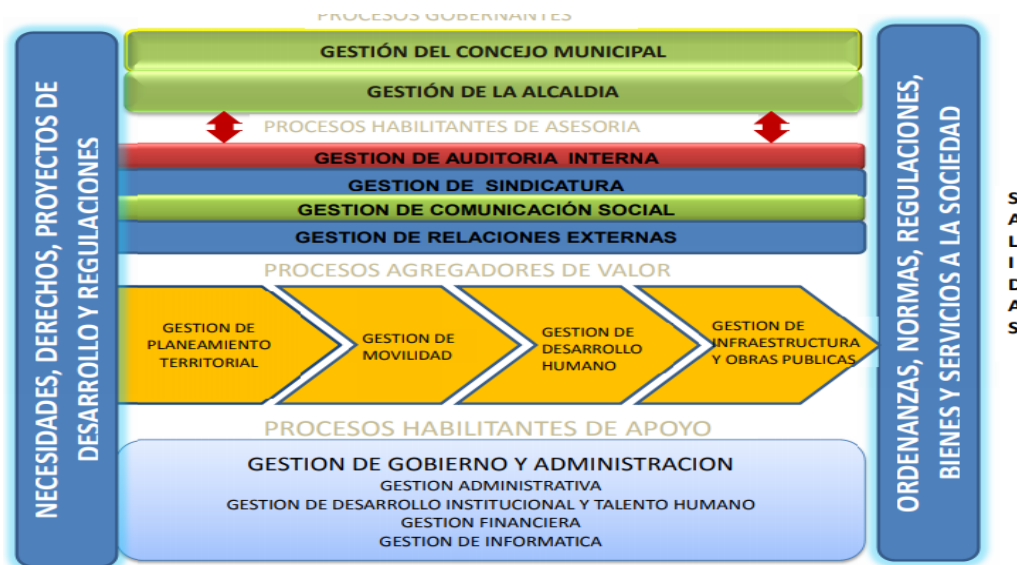 PROCESOS GOBERNANTES
NECESIDADES, DERECHOS, PROYECTOS DE
DESARROLLO Y REGULACIONES
GESTIÓN DEL CONCEJO MUNICIPAL
GESTIÓN DE LA ALCALDIA
PROCESOS HABILITANTES DE ASESORIA
GESTION DE AUDITORIA INTERNA
GESTION DE SINDICATURA
GESTION DE COMUNICACIÓN SOCIAL
GESTION DE RELACIONES EXTERNAS
PROCESOS AGREGADORES DE VALOR
GESTION DE
PLANEAMIENTO
TERRITORIAL
GESTION DE
MOVILIDAD
GESTION DE
DESARROLLO
HUMANO
GESTION DE
INFRAESTRUCTURA
Y OBRAS PUBLICAS
PROCESOS HABILITANTES DE APOYO
GESTION DE GOBIERNO Y ADMINISTRACION
GESTION ADMINISTRATIVA
GESTION DE DESARROLLO INSTITUCIONAL Y TALENTO HUMANO
GESTION FINANCIERA
GESTION DE INFORMATICA
ORDENANZAS, NORMAS, REGULACIONES,
BIENES Y SERVICIOS A LA SOCIEDAD
S
A
L
I
D
A
S